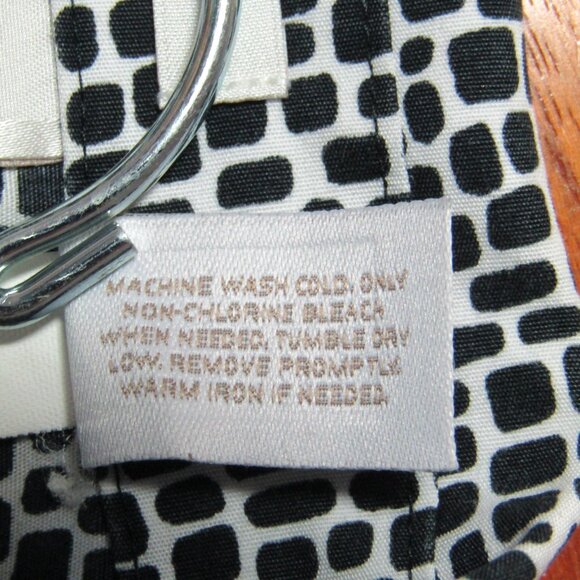 MACHINE WASH COLD, ONLY
NON-CHLORINE BLEACH
WHEN NEEDED. TUMBLE DRY
LOW. REMOVE PROMPTLY.
WARM IRON IF NEEDED